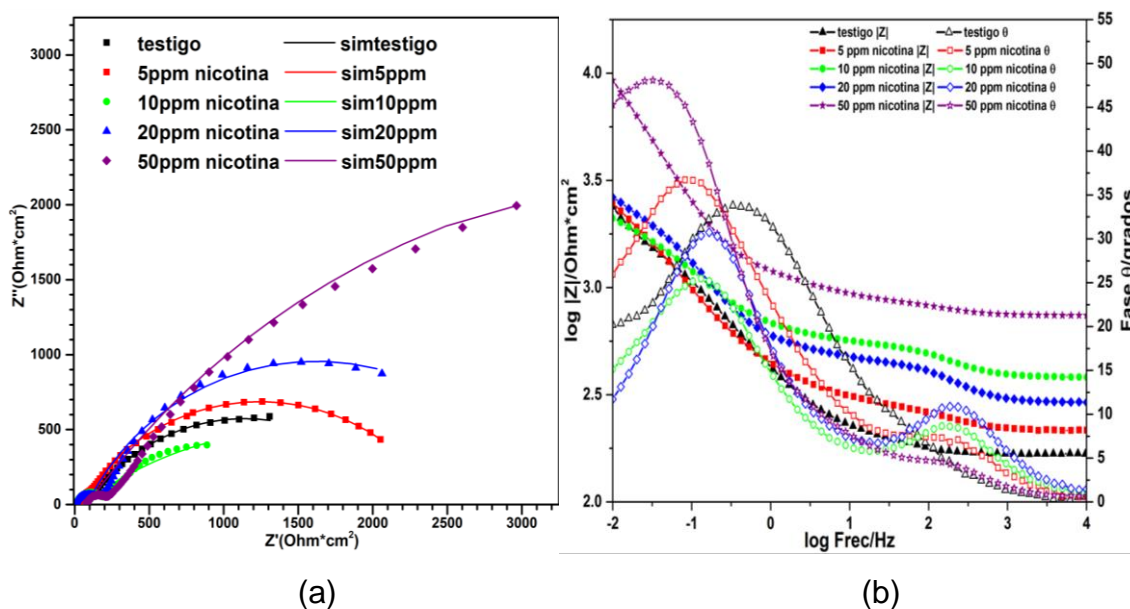 (a)
3000
2500
2000
1500
1000
500
0
Z''(Ohm*cm²)
testigo
5ppm nicotina
10ppm nicotina
20ppm nicotina
50ppm nicotina
simtestigo
sim5ppm
sim10ppm
sim20ppm
sim50ppm
0 500 1000 1500 2000 2500 3000
Z'(Ohm*cm²)
(a)
(b)
4.0
3.5
3.0
2.5
2.0
log |Z|/Ohm*cm²
testigo |Z| testigo θ
5 ppm nicotina |Z| 5 ppm nicotina θ
10 ppm nicotina |Z| 10 ppm nicotina θ
20 ppm nicotina |Z| 20 ppm nicotina θ
50 ppm nicotina |Z| 50 ppm nicotina θ
55
50
45
40
35
30
25
20
15
10
5
0
Fase θ/grados
-2 -1 0 1 2 3 4
log Frec/Hz
(b)